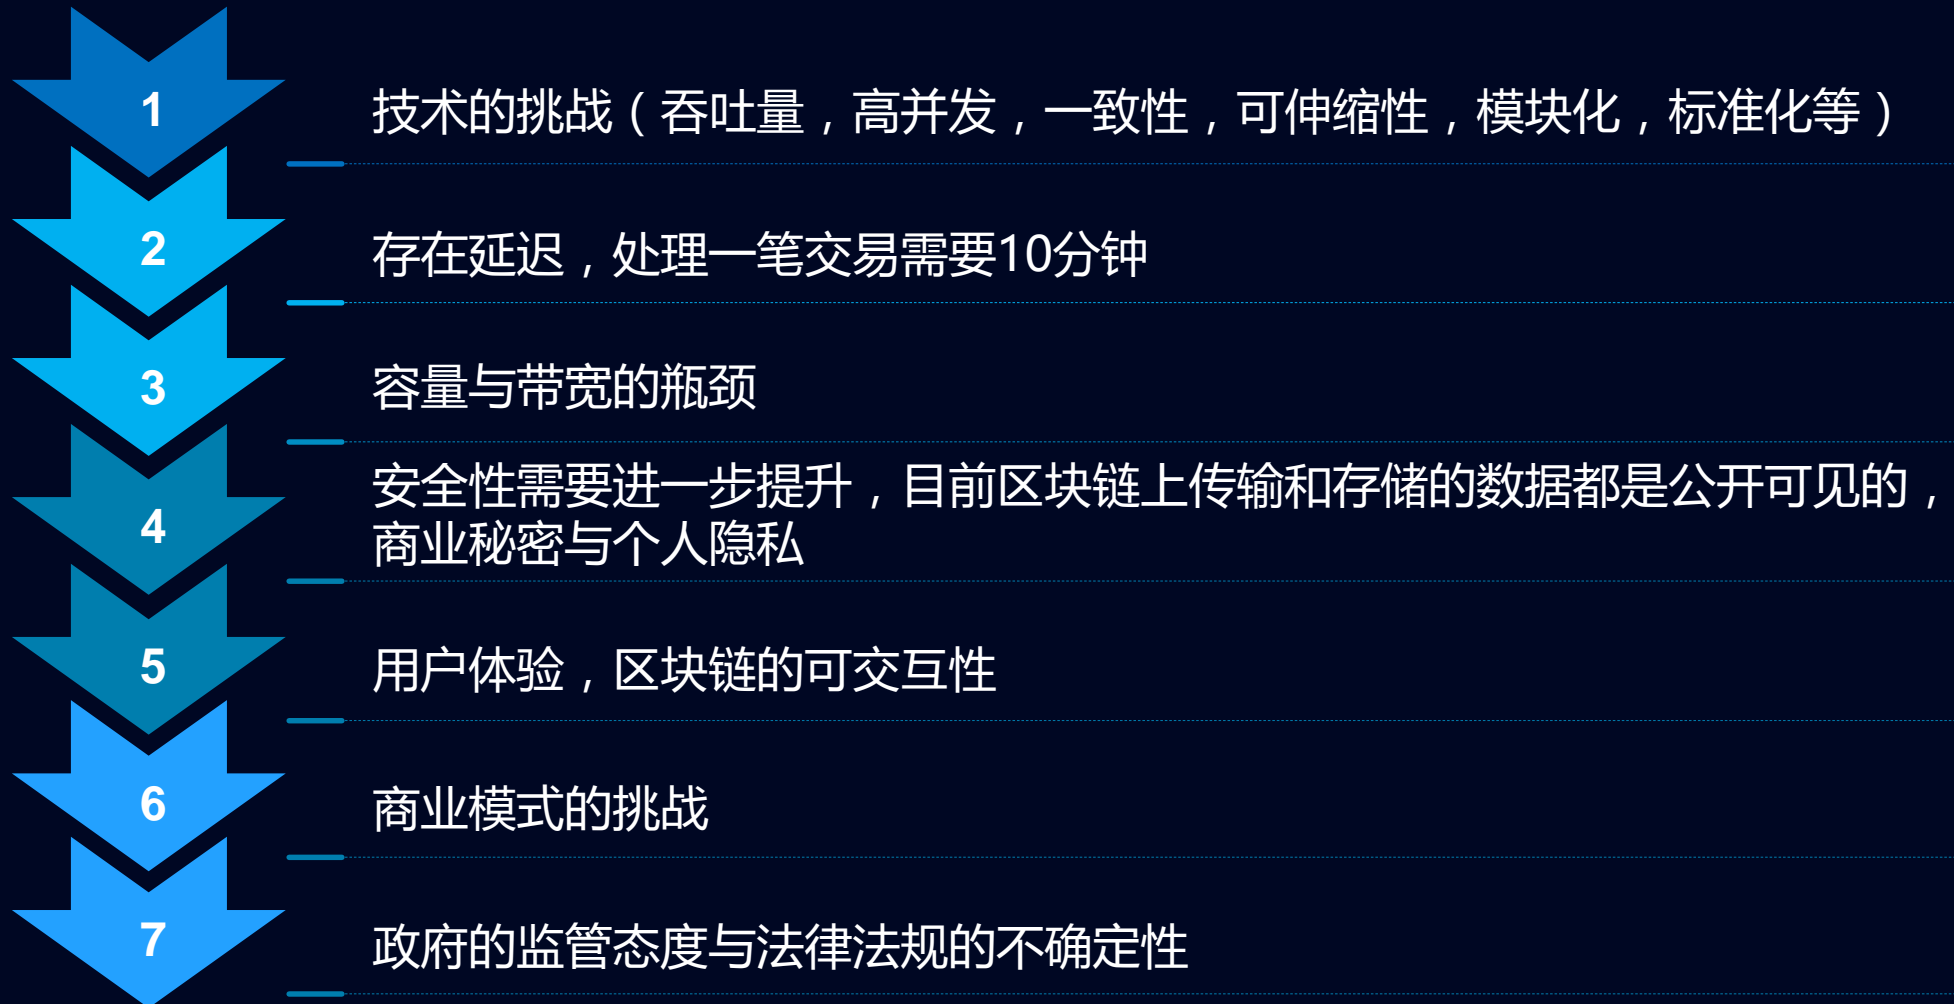 1
技术的挑战（吞吐量，高并发，一致性，可伸缩性，模块化，标准化等）
2
存在延迟，处理一笔交易需要10分钟
3
容量与带宽的瓶颈
4
安全性需要进一步提升，目前区块链上传输和存储的数据都是公开可见的，
商业秘密与个人隐私
5
用户体验，区块链的可交互性
6
商业模式的挑战
7
政府的监管态度与法律法规的不确定性